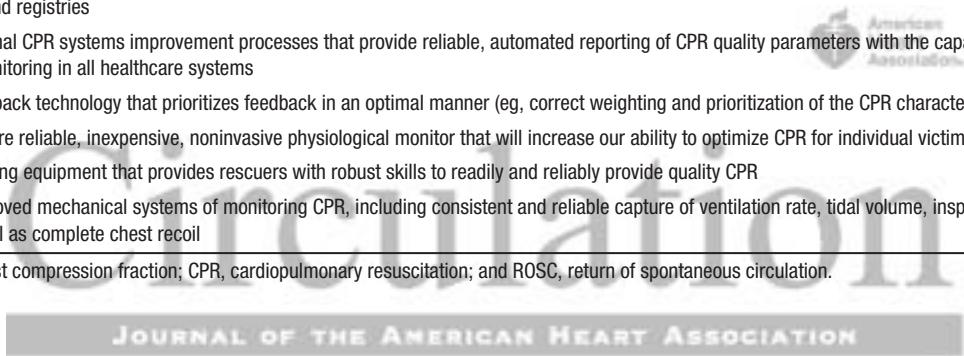 nd registries
nal CPR systems improvement processes that provide reliable, automated reporting of CPR quality parameters with the capa
nitoring in all healthcare systems
back technology that prioritizes feedback in an optimal manner (eg, correct weighting and prioritization of the CPR characte
re reliable, inexpensive, noninvasive physiological monitor that will increase our ability to optimize CPR for individual victim
ng equipment that provides rescuers with robust skills to readily and reliably provide quality CPR
oved mechanical systems of monitoring CPR, including consistent and reliable capture of ventilation rate, tidal volume, insp
l as complete chest recoil
st compression fraction; CPR, cardiopulmonary resuscitation; and ROSC, return of spontaneous circulation.
American
Association
Circulation
JOURNAL OF THE AMERICAN HEART ASSOCIATION